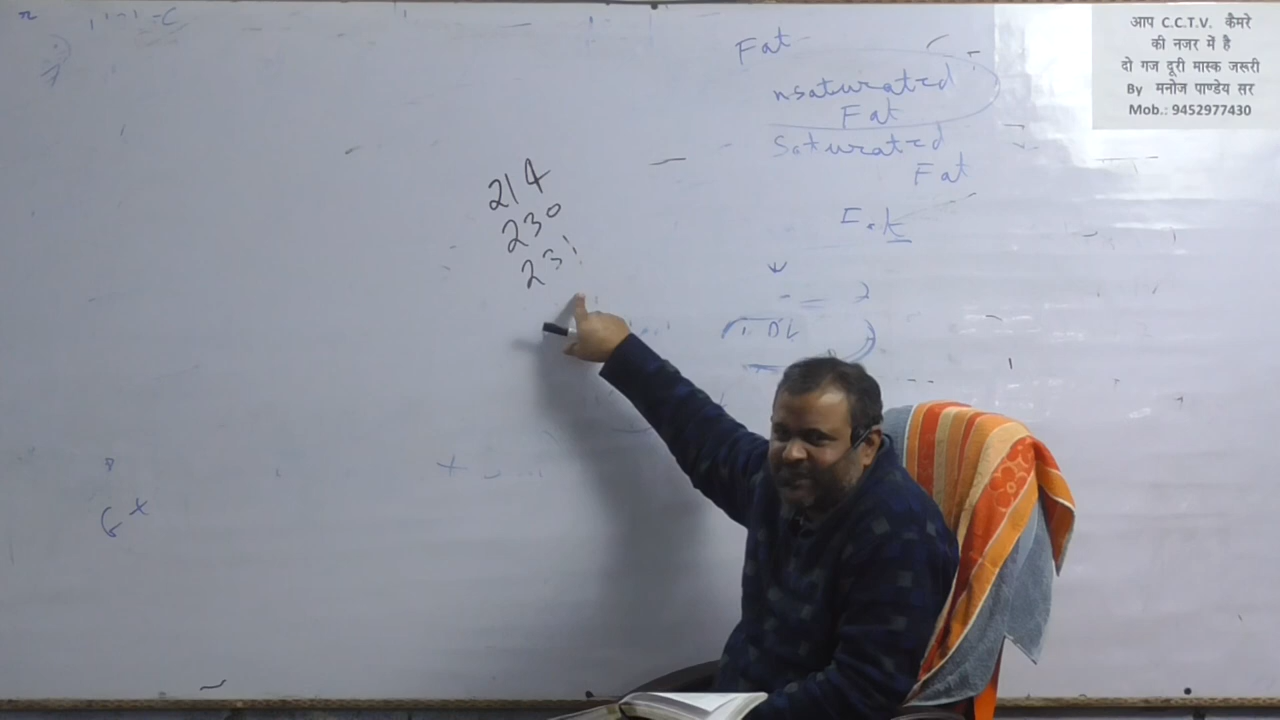 Fat
nsaturated
Fat
Saturated
Fat
214
230
231
G+
आप C.C.T.V. कैमरे
की नजर में है
दो गज दूरी मास्क जरूरी
By मनोज पाण्डेय सर
Mob.: 9452977430